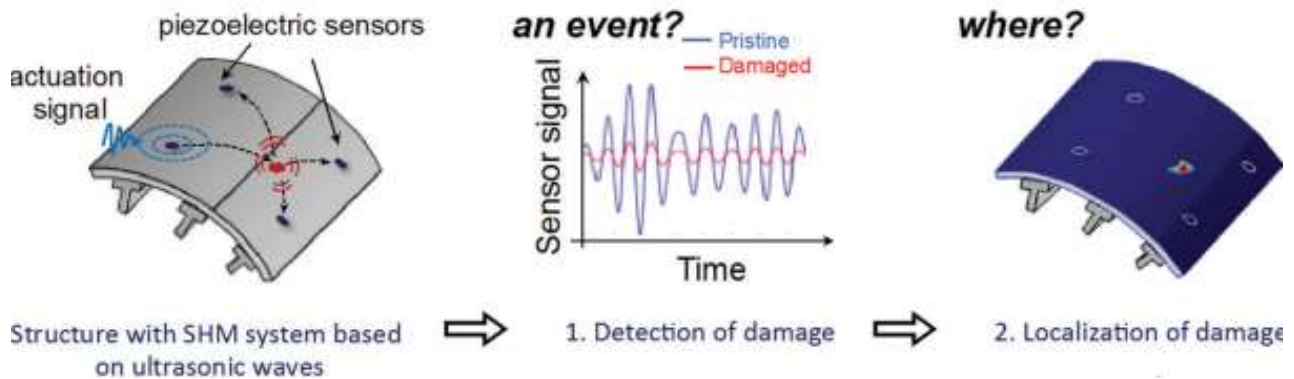 piezoelectric sensors
actuation
signal
Structure with SHM system based
on ultrasonic waves
an event?
Pristine
Damaged
Sensor signal
Time
1. Detection of damage
where?
2. Localization of damage